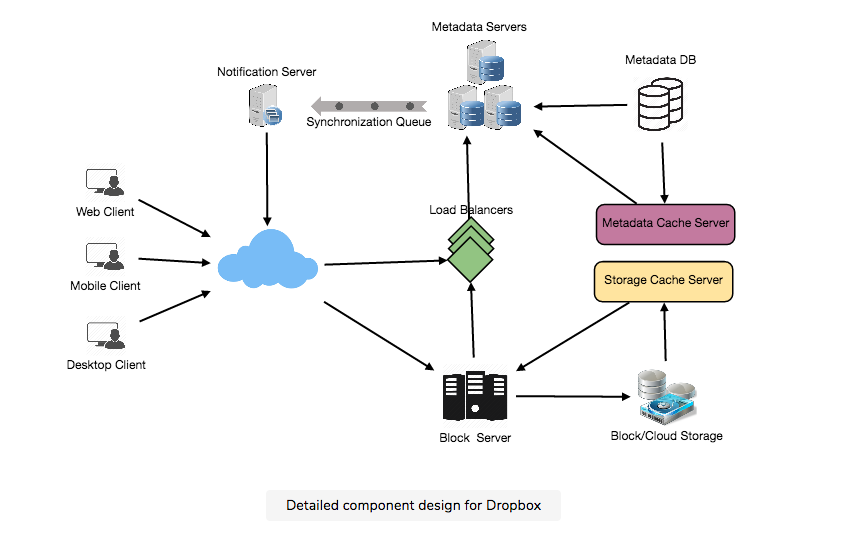 Metadata Servers
Metadata DB
Notification Server
Synchronization Queue
Web Client
Load Balancers
Metadata Cache Server
Mobile Client
Storage Cache Server
Desktop Client
Block Server
Block/Cloud Storage
Detailed component design for Dropbox